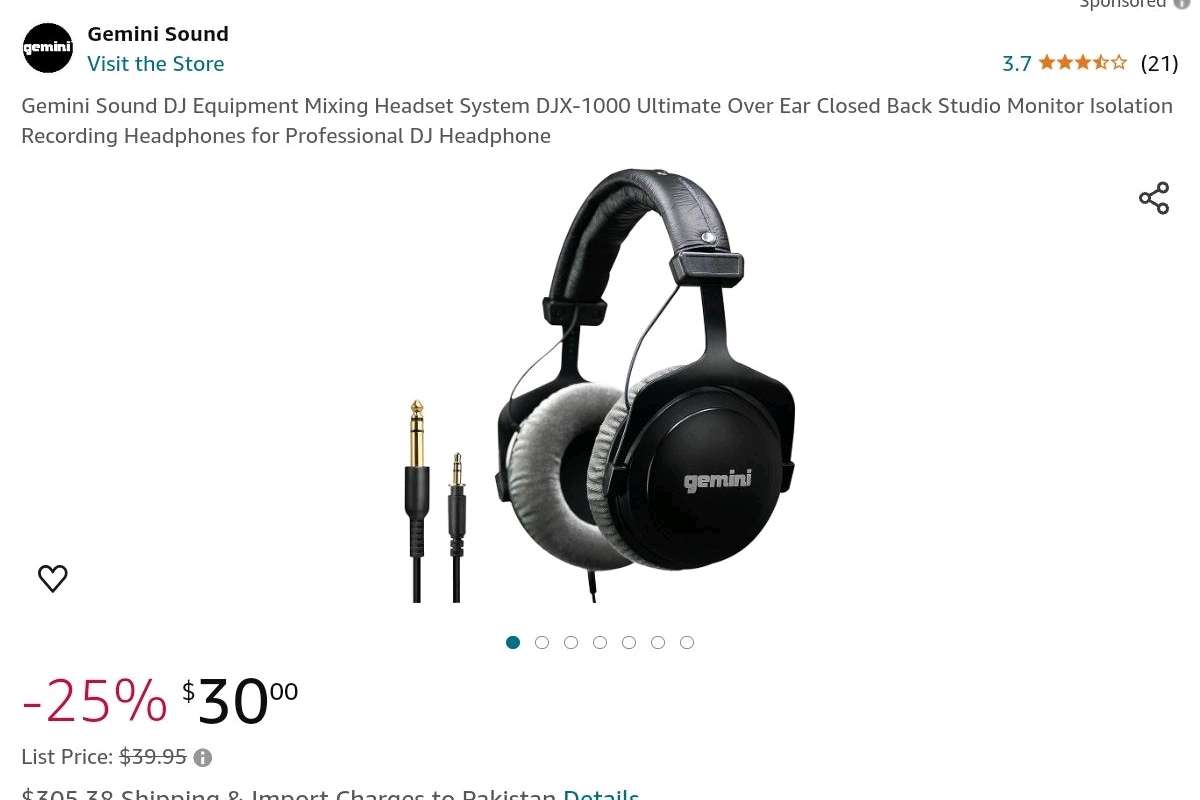 Sponsored
Gemini Sound
gemini
Visit the Store
3.7 (21)
Gemini Sound DJ Equipment Mixing Headset System DJX-1000 Ultimate Over Ear Closed Back Studio Monitor Isolation
Recording Headphones for Professional DJ Headphone
gemini
-25% $3000
List Price: $39.95
$305.38 Shipping & Import Charges to Pakistan Details